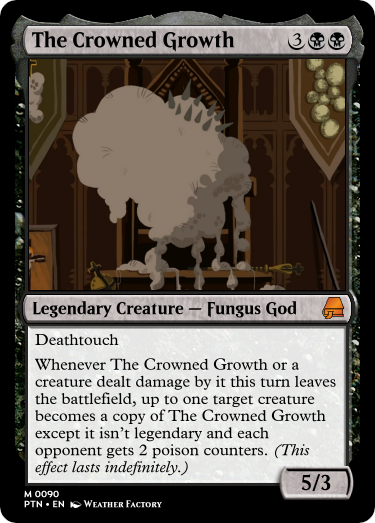 The Crowned Growth 3
Legendary Creature — Fungus God
Deathtouch
Whenever The Crowned Growth or a
creature dealt damage by it this turn leaves
the battlefield, up to one target creature
becomes a copy of The Crowned Growth
except it isn't legendary and each
opponent gets 2 poison counters. (This
effect lasts indefinitely.)
5/3
M 0090
PTN • EN Weather Factory